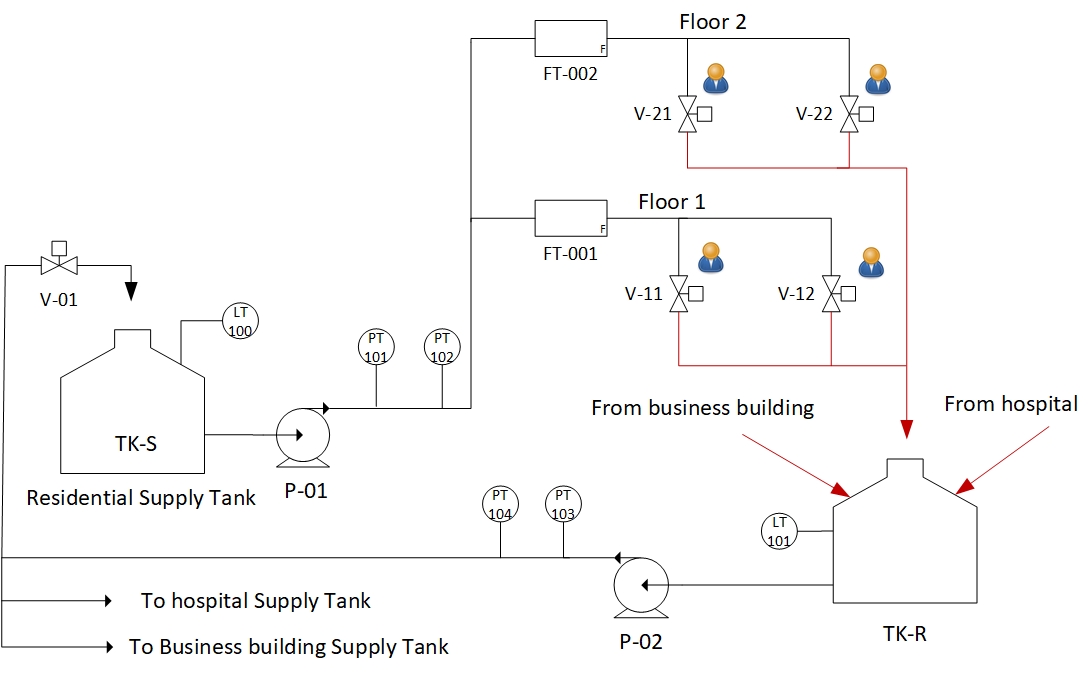 Floor 2
F
FT-002
V-21
V-22
Floor 1
F
FT-001
V-01
V-11
V-12
LT
100
PT
101
PT
102
From business building
From hospital
TK-S
Residential Supply Tank
P-01
PT
104
PT
103
LT
101
To hospital Supply Tank
To Business building Supply Tank
P-02
TK-R